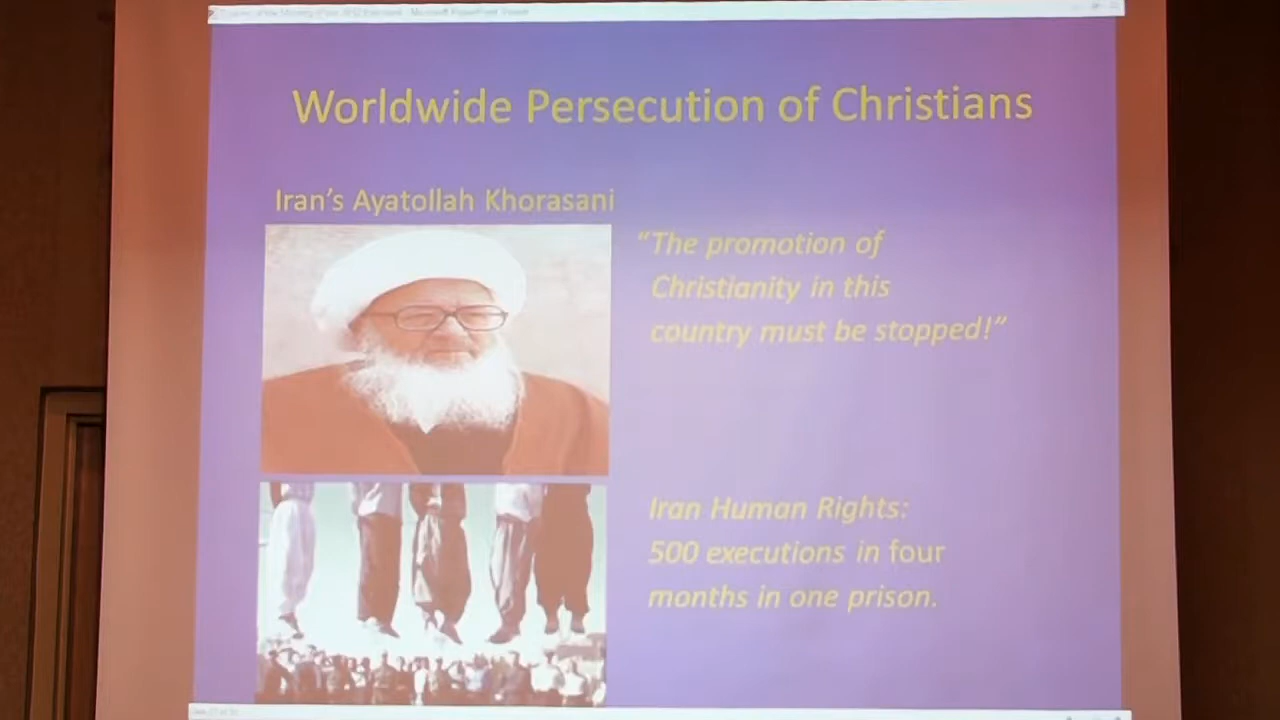 Worldwide Persecution of Christians
Iran's Ayatollah Khorasani
"The promotion of
Christianity in this
country must be stopped!"
Iran Human Rights:
500 executions in four
months in one prison.